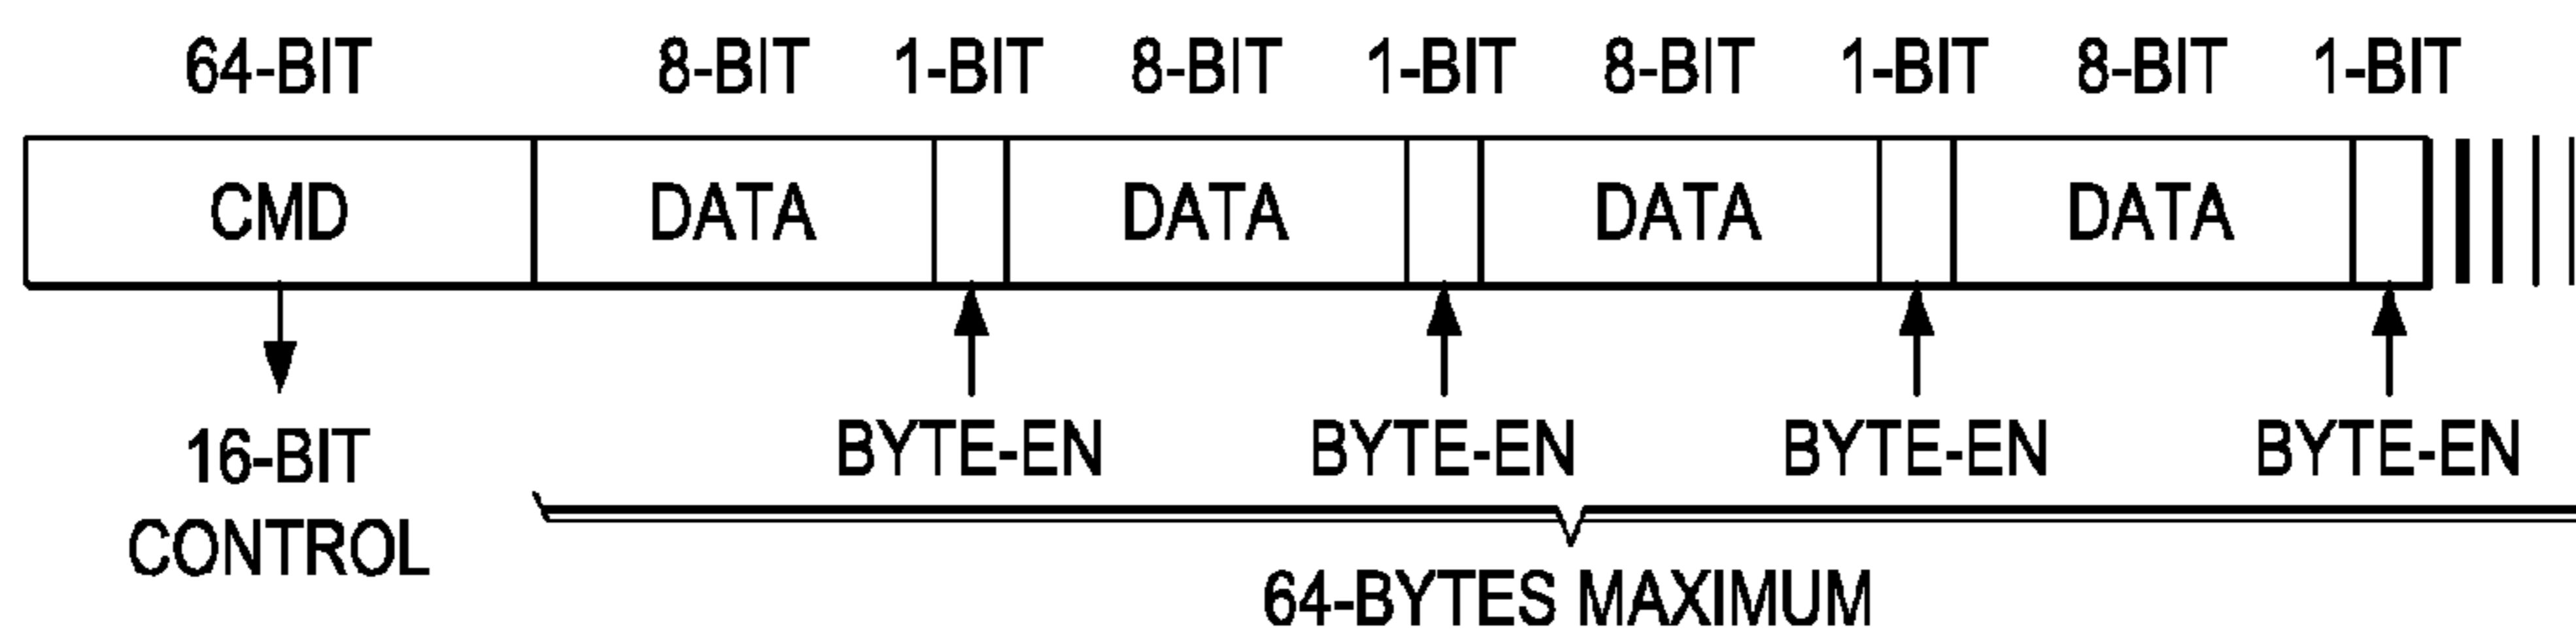 64-BIT 8-BIT 1-BIT 8-BIT 1-BIT 8-BIT 1-BIT 8-BIT 1-BIT
CMD DATA DATA DATA DATA
16-BIT BYTE-EN BYTE-EN BYTE-EN BYTE-EN
CONTROL
64-BYTES MAXIMUM